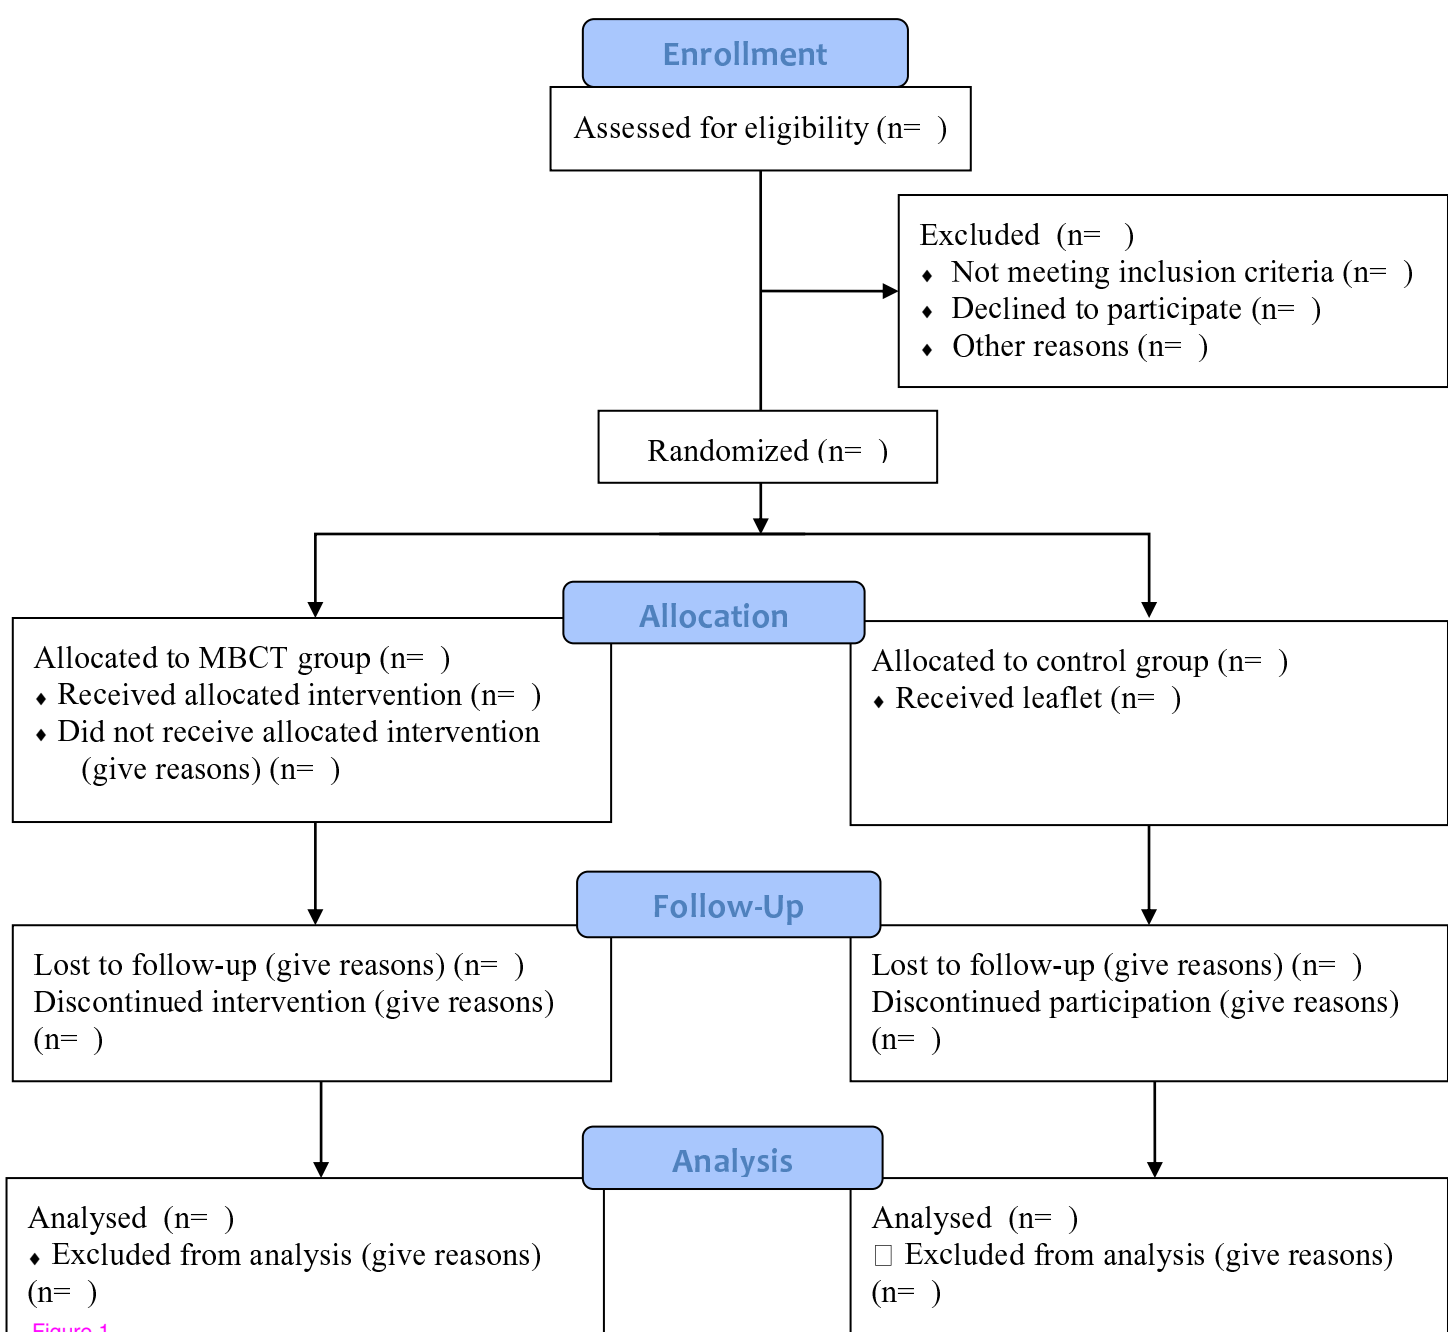 Enrollment
Assessed for eligibility (n=  )
Excluded  (n=   )
♦ Not meeting inclusion criteria (n=  )
♦ Declined to participate (n=  )
♦ Other reasons (n=  )
Randomized (n=  )
Allocation
Allocated to MBCT group (n=  )
♦ Received allocated intervention (n=  )
♦ Did not receive allocated intervention
(give reasons) (n=  )
Allocated to control group (n=  )
♦ Received leaflet (n=  )
Follow-Up
Lost to follow-up (give reasons) (n=  )
Discontinued intervention (give reasons)
(n=  )
Lost to follow-up (give reasons) (n=  )
Discontinued participation (give reasons)
(n=  )
Analysis
Analysed  (n=  )
♦ Excluded from analysis (give reasons)
(n=  )
Analysed  (n=  )
□ Excluded from analysis (give reasons)
(n=  )
Figure 1